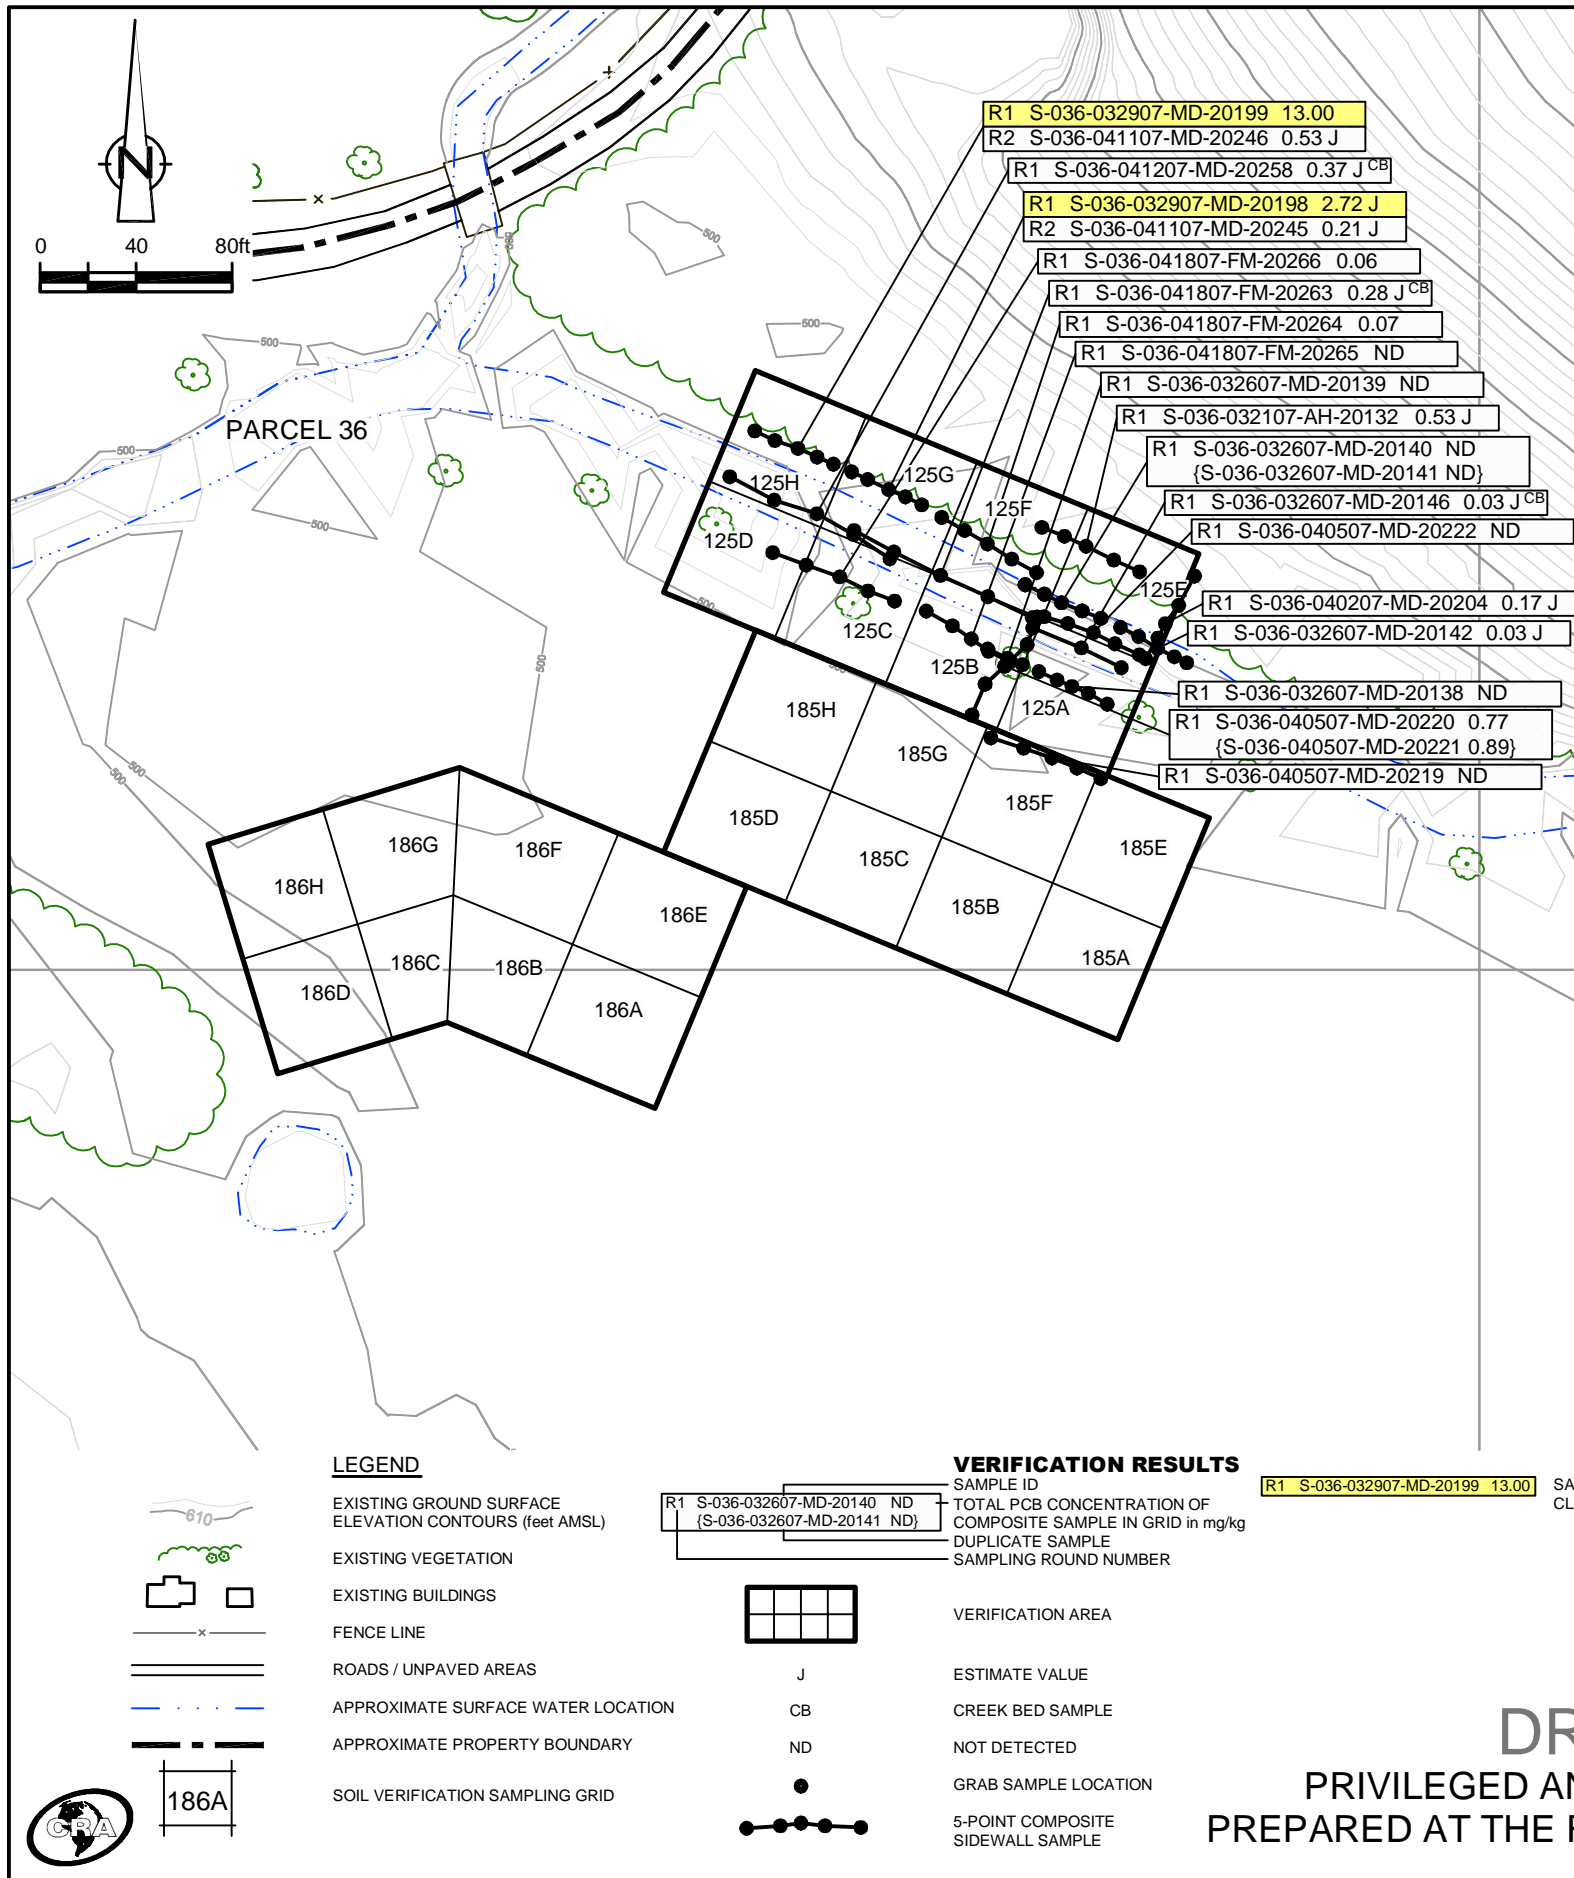 N
0 40 80ft
PARCEL 36
500
500
500
500
500
500
500
500
500
500
R1 S-036-032907-MD-20199 13.00
R2 S-036-041107-MD-20246 0.53 J
R1 S-036-041207-MD-20258 0.37 J CB
R1 S-036-032907-MD-20198 2.72 J
R2 S-036-041107-MD-20245 0.21 J
R1 S-036-041807-FM-20266 0.06
R1 S-036-041807-FM-20263 0.28 J CB
R1 S-036-041807-FM-20264 0.07
R1 S-036-041807-FM-20265 ND
R1 S-036-032607-MD-20139 ND
R1 S-036-032107-AH-20132 0.53 J
R1 S-036-032607-MD-20140 ND
{S-036-032607-MD-20141 ND}
R1 S-036-032607-MD-20146 0.03 J CB
R1 S-036-040507-MD-20222 ND
R1 S-036-040207-MD-20204 0.17 J
R1 S-036-032607-MD-20142 0.03 J
R1 S-036-032607-MD-20138 ND
R1 S-036-040507-MD-20220 0.77
{S-036-040507-MD-20221 0.89}
R1 S-036-040507-MD-20219 ND
125H
125G
125F
125E
125D
125C
125B
125A
185H
185G
185F
185E
185D
185C
185B
185A
186H
186G
186F
186E
186D
186C
186B
186A
LEGEND
610
EXISTING GROUND SURFACE
ELEVATION CONTOURS (feet AMSL)
EXISTING VEGETATION
EXISTING BUILDINGS
FENCE LINE
ROADS / UNPAVED AREAS
APPROXIMATE SURFACE WATER LOCATION
APPROXIMATE PROPERTY BOUNDARY
186A
SOIL VERIFICATION SAMPLING GRID
CRA
VERIFICATION RESULTS
R1 S-036-032607-MD-20140 ND
{S-036-032607-MD-20141 ND}
SAMPLE ID
TOTAL PCB CONCENTRATION OF
COMPOSITE SAMPLE IN GRID in mg/kg
DUPLICATE SAMPLE
SAMPLING ROUND NUMBER
VERIFICATION AREA
J ESTIMATE VALUE
CB CREEK BED SAMPLE
ND NOT DETECTED
GRAB SAMPLE LOCATION
5-POINT COMPOSITE
SIDEWALL SAMPLE
R1 S-036-032907-MD-20199 13.00
SA
CL
DR
PRIVILEGED AN
PREPARED AT THE